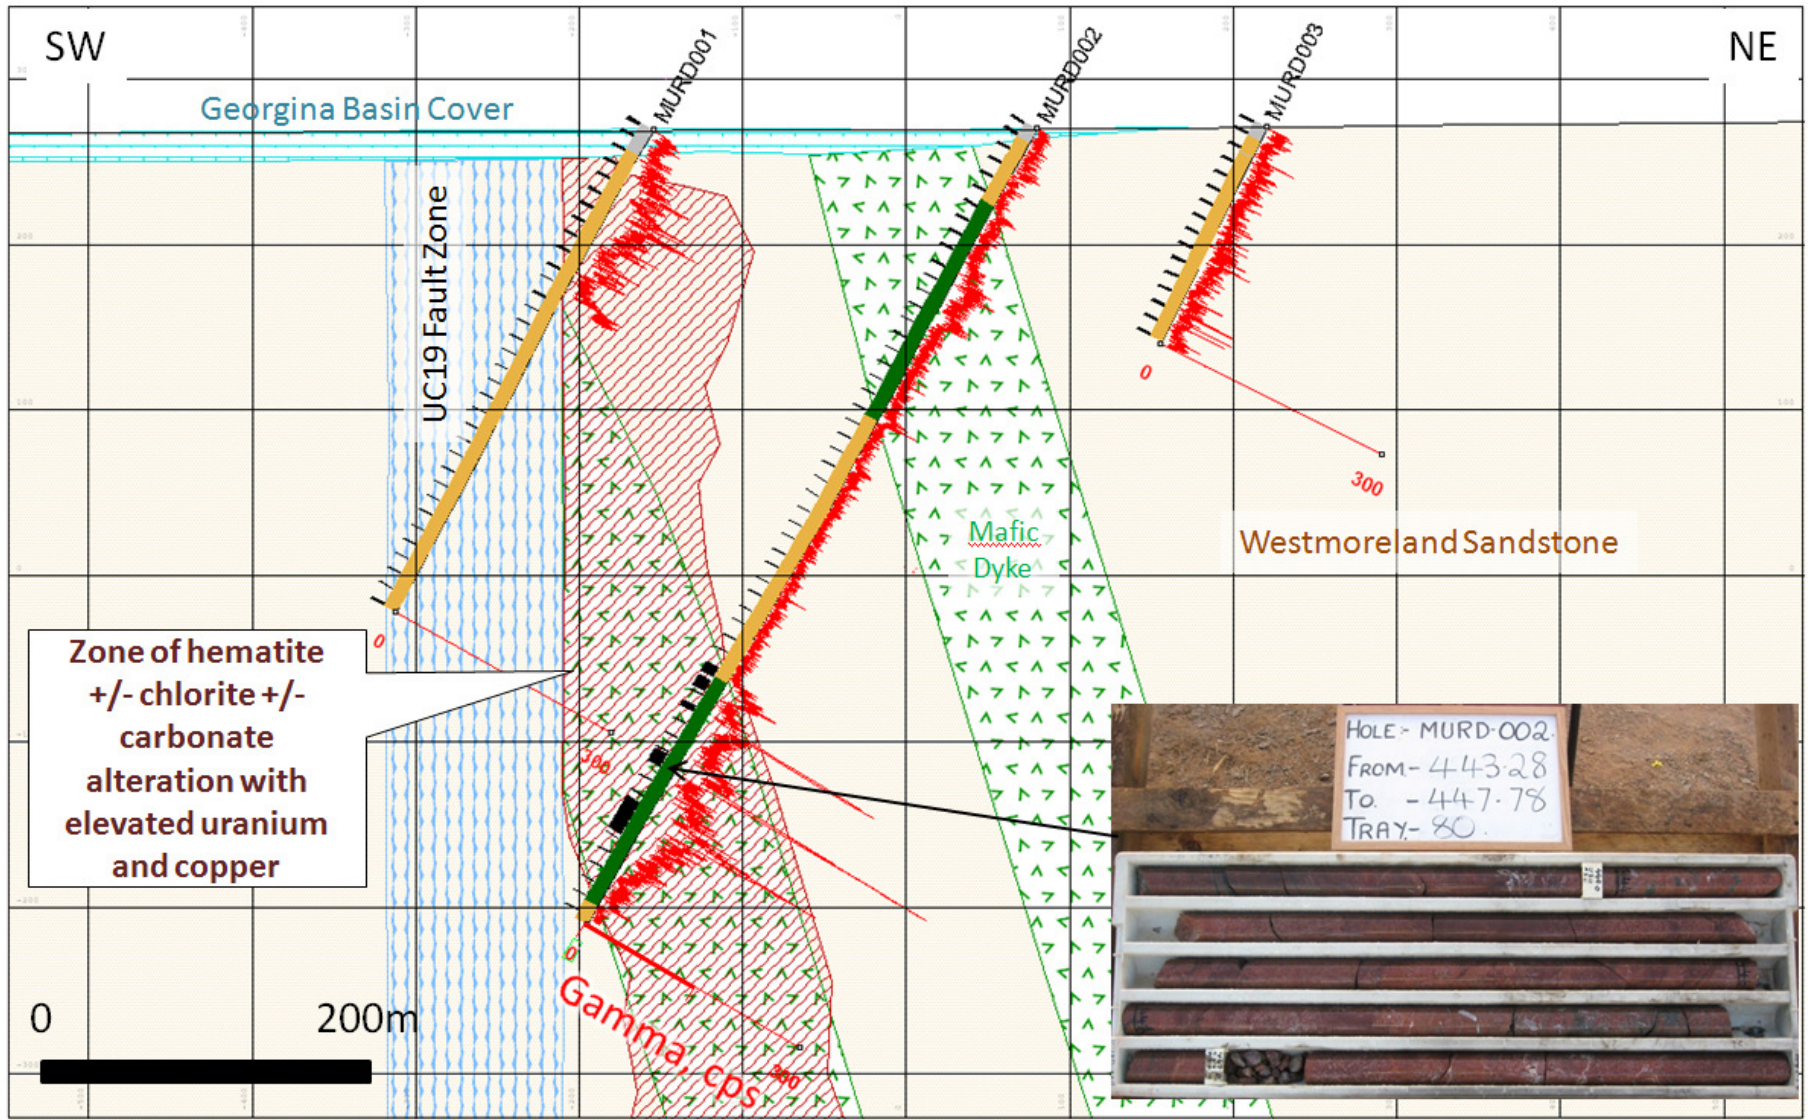 SW
NE
MURD001
MURD002
MURD003
Georgina Basin Cover
UC19 Fault Zone
0
300
Westmoreland Sandstone
Mafic
Dyke
Zone of hematite
+/- chlorite +/-
carbonate
alteration with
elevated uranium
and copper
0
300
HOLE:- MURD-002.
FROM.- 443.28
TO. - 447.78
TRAY.- 80.
0
300
Gamma, cps
0
200m